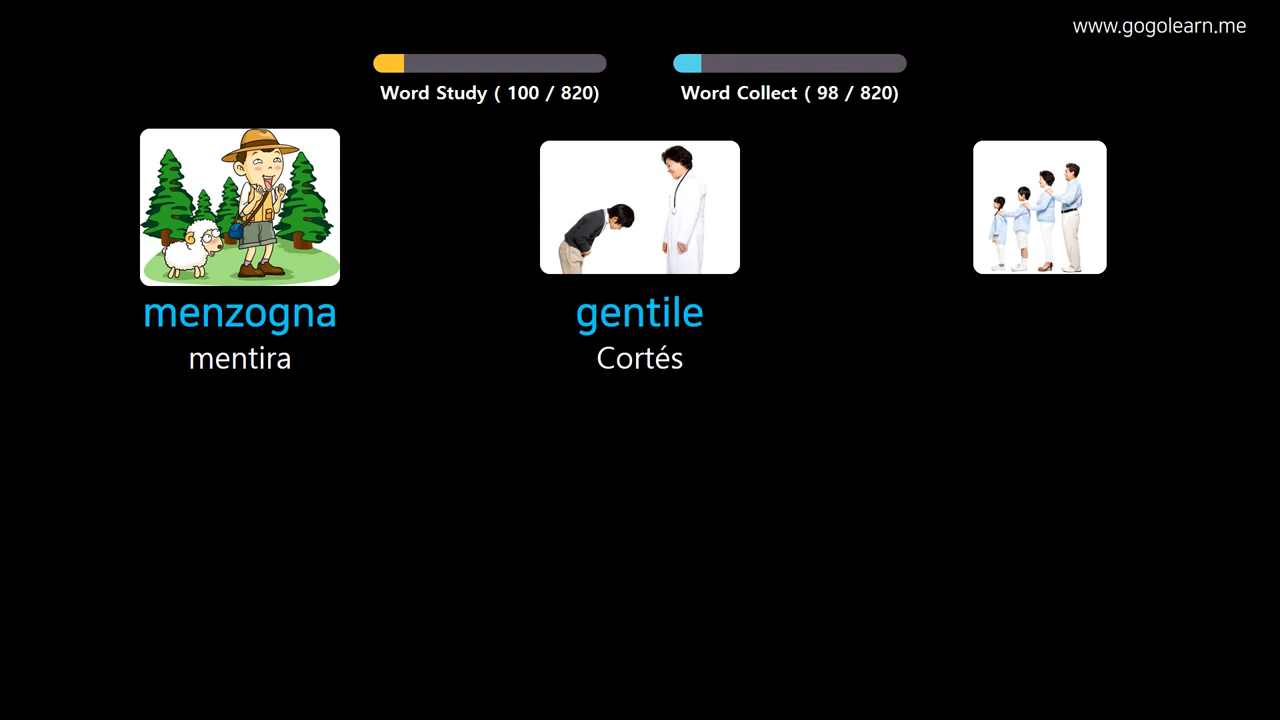 www.gogolearn.me
Word Study ( 100 / 820)
Word Collect ( 98 / 820)
menzogna
gentile
mentira
Cortés